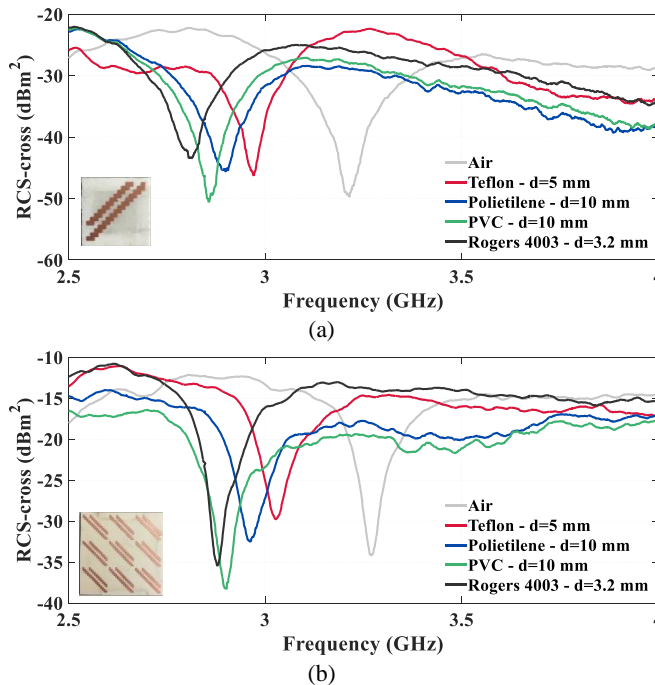 -20
-30
-40
-50
-60
RCS-cross (dBm²)
Air
Teflon - d=5 mm
Polietilene - d=10 mm
PVC - d=10 mm
Rogers 4003 - d=3.2 mm
2.5 3 3.5 4
Frequency (GHz)
(a)
-10
-15
-20
-25
-30
-35
-40
RCS-cross (dBm²)
Air
Teflon - d=5 mm
Polietilene - d=10 mm
PVC - d=10 mm
Rogers 4003 - d=3.2 mm
2.5 3 3.5 4
Frequency (GHz)
(b)